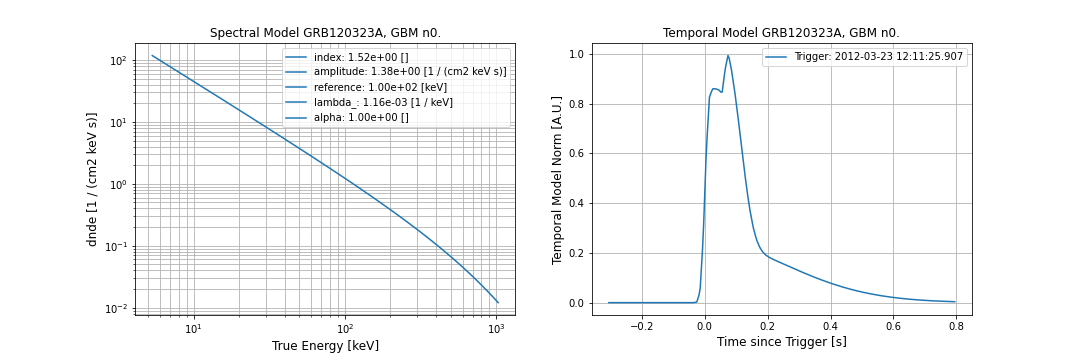 Spectral Model GRB120323A, GBM n0.
index: 1.52e+00 []
amplitude: 1.38e+00 [1 / (cm2 keV s)]
reference: 1.00e+02 [keV]
lambda_: 1.16e-03 [1 / keV]
alpha: 1.00e+00 []
dnde [1 / (cm2 keV s)]
10²
10¹
10⁰
10⁻¹
10⁻²
10¹ 10² 10³
True Energy [keV]
Temporal Model GRB120323A, GBM n0.
Trigger: 2012-03-23 12:11:25.907
Temporal Model Norm [A.U.]
1.0
0.8
0.6
0.4
0.2
0.0
−0.2 0.0 0.2 0.4 0.6 0.8
Time since Trigger [s]